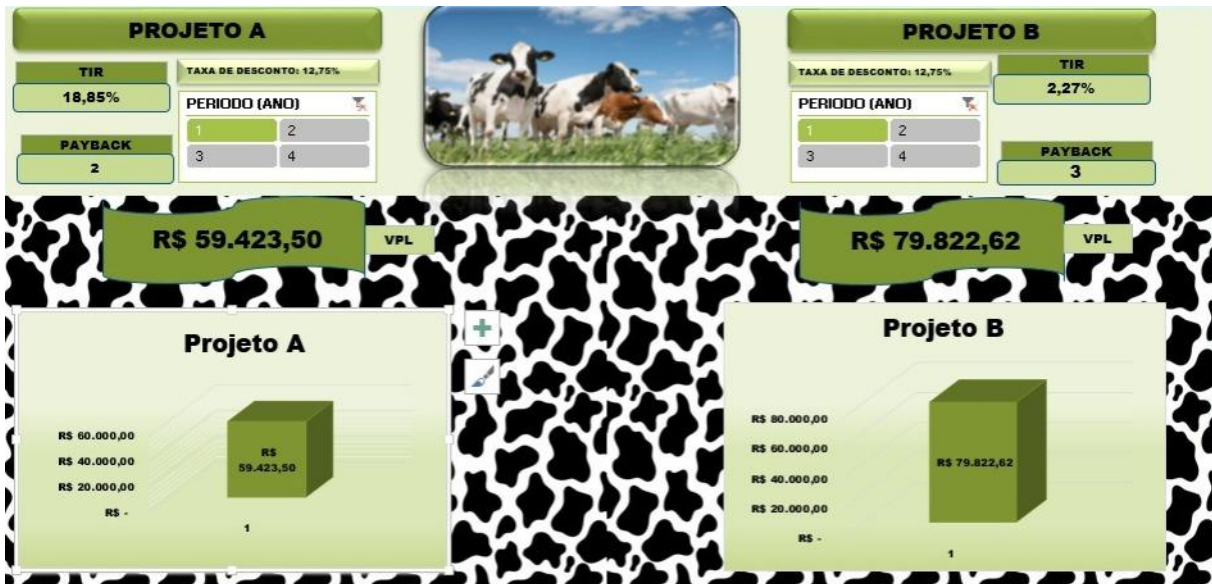 PROJETO A
TIR
18,85%
TAXA DE DESCONTO: 12,75%
PERIODO (ANO)
1
2
3
4
PAYBACK
2
PROJETO B
TAXA DE DESCONTO: 12,75%
TIR
2,27%
PERIODO (ANO)
1
2
3
4
PAYBACK
3
R$ 59.423,50
VPL
R$ 79.822,62
VPL
Projeto A
R$ 60.000,00
R$ 40.000,00
R$ 20.000,00
R$ -
R$
59.423,50
1
Projeto B
R$ 80.000,00
R$ 60.000,00
R$ 40.000,00
R$ 20.000,00
R$ -
R$ 79.822,62
1